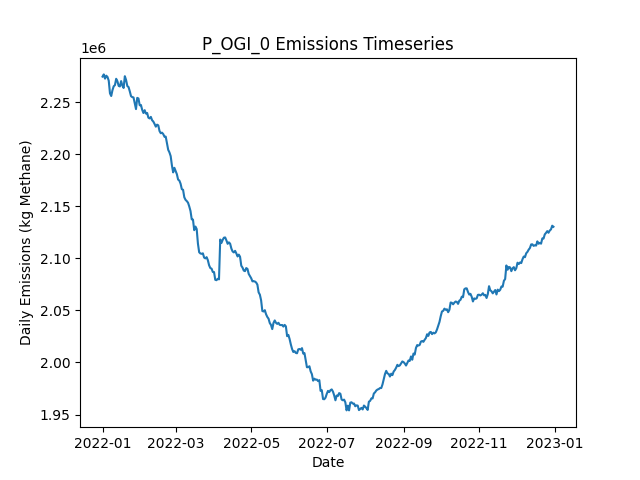 P_OGI_0 Emissions Timeseries
1e6
Daily Emissions (kg Methane)
2.25
2.20
2.15
2.10
2.05
2.00
1.95
2022-01 2022-03 2022-05 2022-07 2022-09 2022-11 2023-01
Date